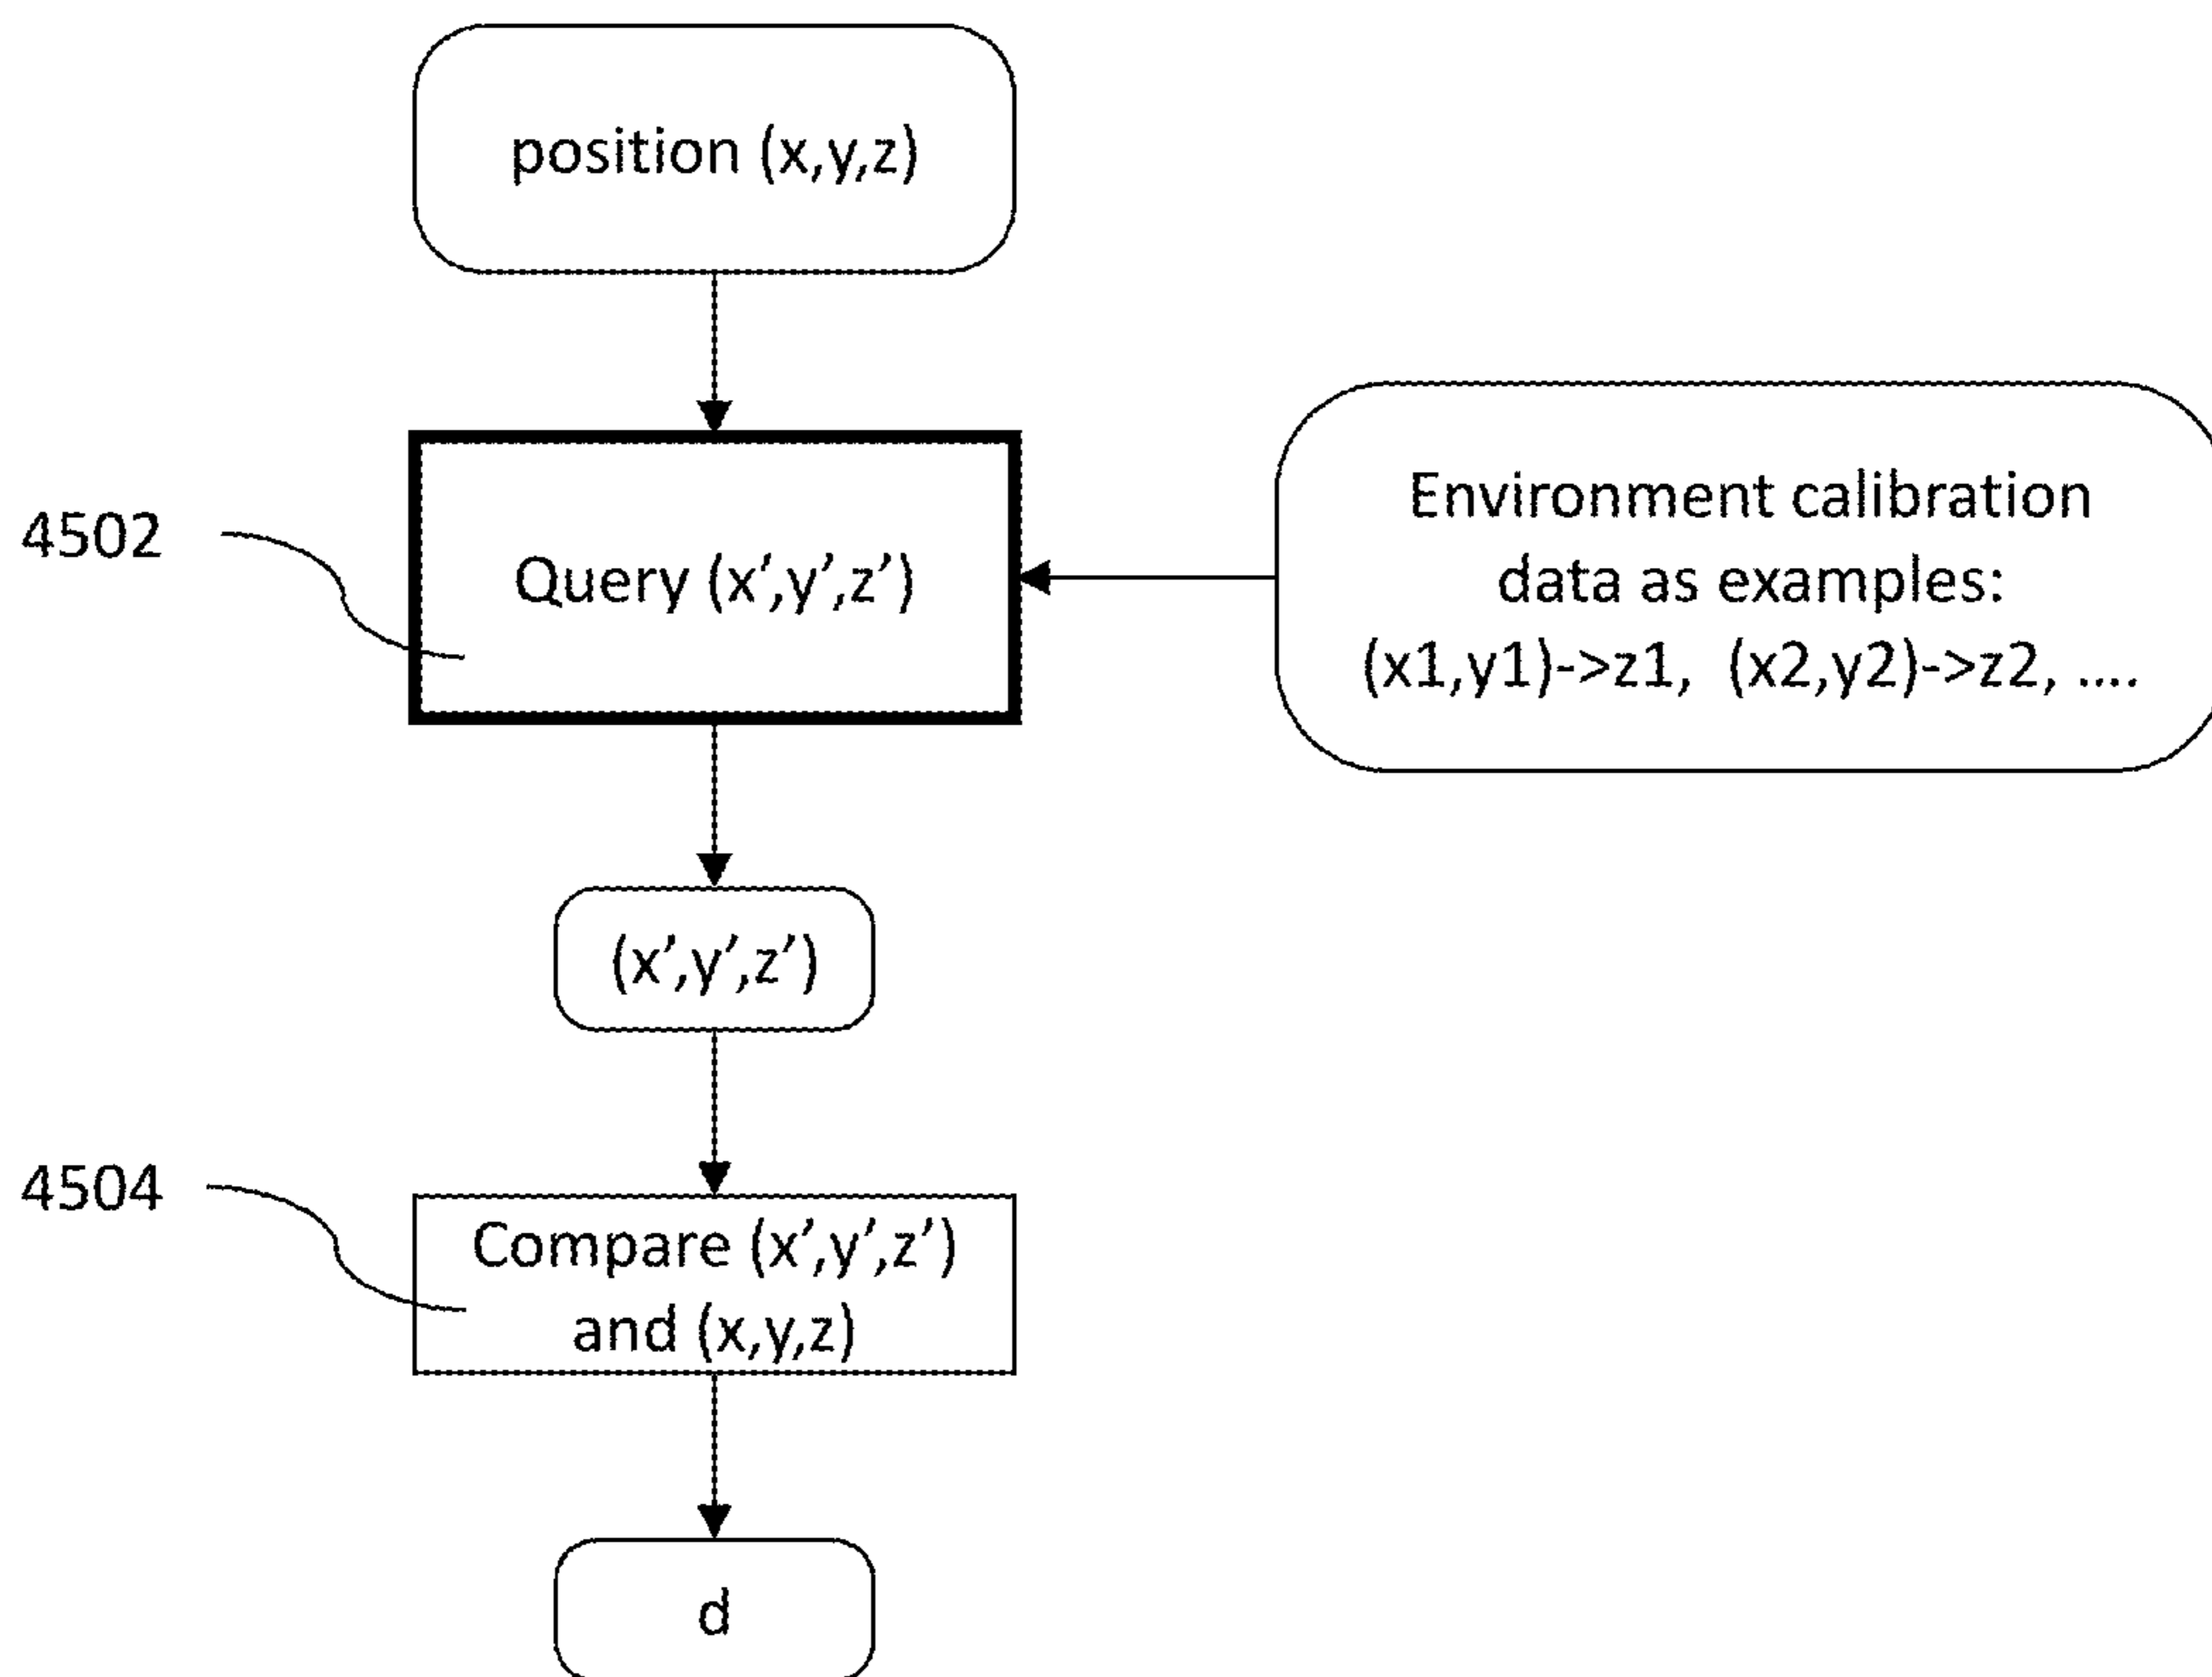 position (x,y,z)
4502
Query (x’,y’,z’)
Environment calibration
data as examples:
(x1,y1)->z1,  (x2,y2)->z2, ....
(x’,y’,z’)
4504
Compare (x’,y’,z’)
and (x,y,z)
d